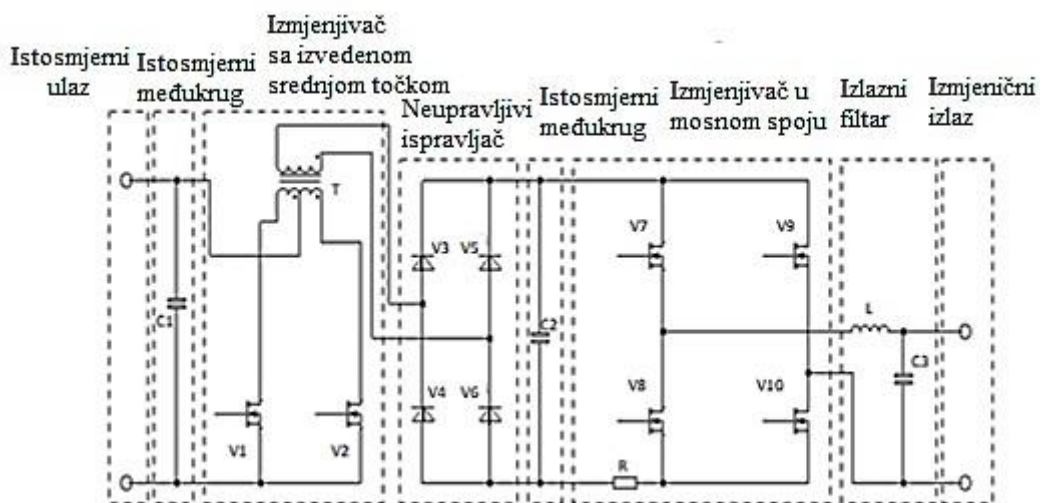 Istosmjerni
ulaz
Istosmjerni
međukrug
Izmjenjivač
sa izvedenom
srednjom točkom
Neupravljivi
ispravljač
Istosmjerni
međukrug
Izmjenjivač u
mosnom spoju
Izlazni
filtar
Izmjenični
izlaz
T
V3
V5
V7
V9
C1
C2
L
C3
V4
V6
V8
V10
V1
V2
R